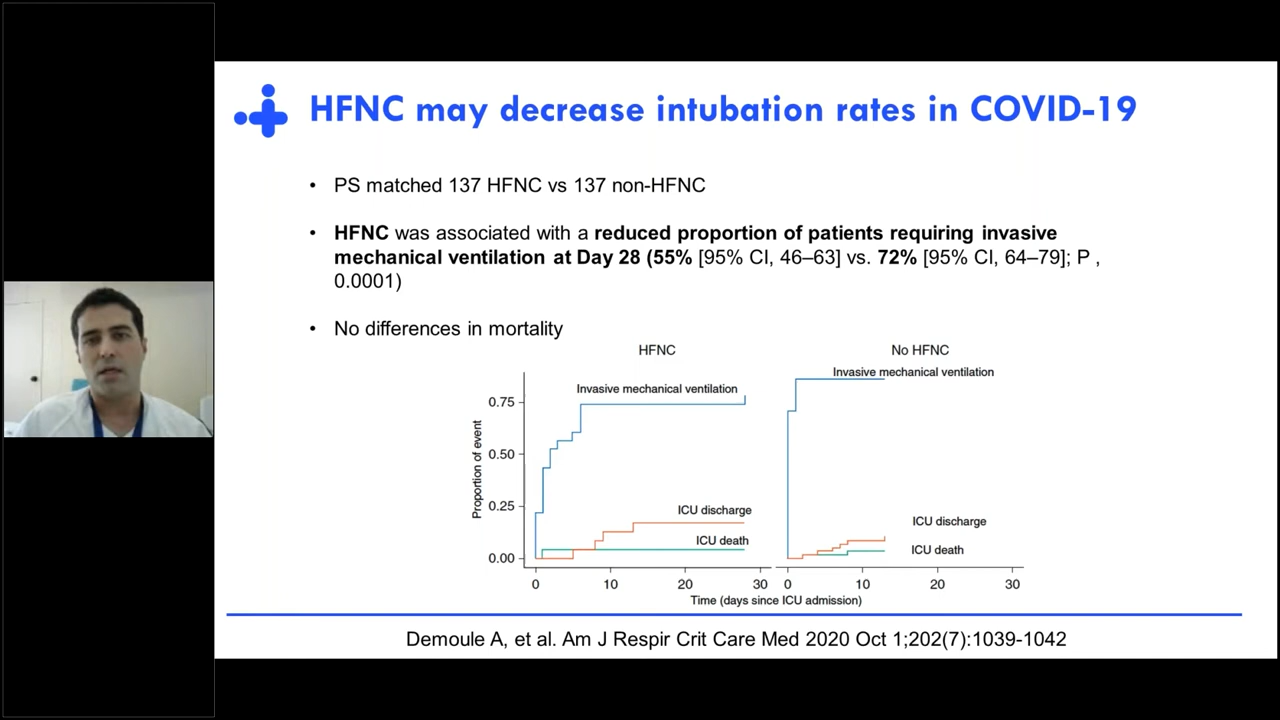 HFNC may decrease intubation rates in COVID-19
• PS matched 137 HFNC vs 137 non-HFNC
• HFNC was associated with a reduced proportion of patients requiring invasive
mechanical ventilation at Day 28 (55% [95% CI, 46–63] vs. 72% [95% CI, 64–79]; P ,
0.0001)
• No differences in mortality
HFNC
Invasive mechanical ventilation
ICU discharge
ICU death
Proportion of event
0.75
0.50
0.25
0.00
0 10 20 30
No HFNC
Invasive mechanical ventilation
ICU discharge
ICU death
0 10 20 30
Time (days since ICU admission)
Demoule A, et al. Am J Respir Crit Care Med 2020 Oct 1;202(7):1039-1042